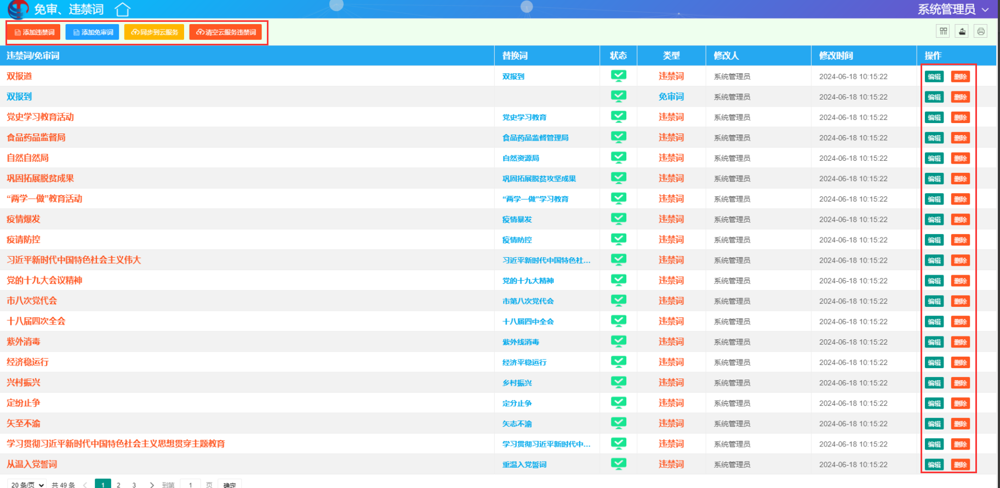 免审、违禁词 系统管理员
添加违禁词 添加免审词 同步到云服务 清空云服务违禁词
违禁词/免审词 替换词 状态 类型 修改人 修改时间 操作
双报道 双报到 违禁词 系统管理员 2024-06-18 10:15:22 编辑 删除
双报到 免审词 系统管理员 2024-06-18 10:15:22 编辑 删除
党史学习教育活动 党史学习教育 违禁词 系统管理员 2024-06-18 10:15:22 编辑 删除
食品药品监督局 食品药品监督管理局 违禁词 系统管理员 2024-06-18 10:15:22 编辑 删除
自然自然局 自然资源局 违禁词 系统管理员 2024-06-18 10:15:22 编辑 删除
巩固拓展脱贫成果 巩固拓展脱贫攻坚成果 违禁词 系统管理员 2024-06-18 10:15:22 编辑 删除
“两学一做”教育活动 “两学一做”学习教育 违禁词 系统管理员 2024-06-18 10:15:22 编辑 删除
疫情爆发 疫情暴发 违禁词 系统管理员 2024-06-18 10:15:22 编辑 删除
疫请防控 疫情防控 违禁词 系统管理员 2024-06-18 10:15:22 编辑 删除
习近平新时代中国特色社会主义伟大 习近平新时代中国特色社... 违禁词 系统管理员 2024-06-18 10:15:22 编辑 删除
党的十九大会议精神 党的十九大精神 违禁词 系统管理员 2024-06-18 10:15:22 编辑 删除
市八次党代会 市第八次党代会 违禁词 系统管理员 2024-06-18 10:15:22 编辑 删除
十八届四次全会 十八届四中全会 违禁词 系统管理员 2024-06-18 10:15:22 编辑 删除
紫外消毒 紫外线消毒 违禁词 系统管理员 2024-06-18 10:15:22 编辑 删除
经济稳运行 经济平稳运行 违禁词 系统管理员 2024-06-18 10:15:22 编辑 删除
兴村振兴 乡村振兴 违禁词 系统管理员 2024-06-18 10:15:22 编辑 删除
定纷止争 定分止争 违禁词 系统管理员 2024-06-18 10:15:22 编辑 删除
矢至不渝 矢志不渝 违禁词 系统管理员 2024-06-18 10:15:22 编辑 删除
学习贯彻习近平新时代中国特色社会主义思想贯穿主题教育 学习贯彻习近平新时代中... 违禁词 系统管理员 2024-06-18 10:15:22 编辑 删除
从温入党誓词 重温入党誓词 违禁词 系统管理员 2024-06-18 10:15:22 编辑 删除
20 条/页 共 49 条 1 2 3 到第 1 页 确定